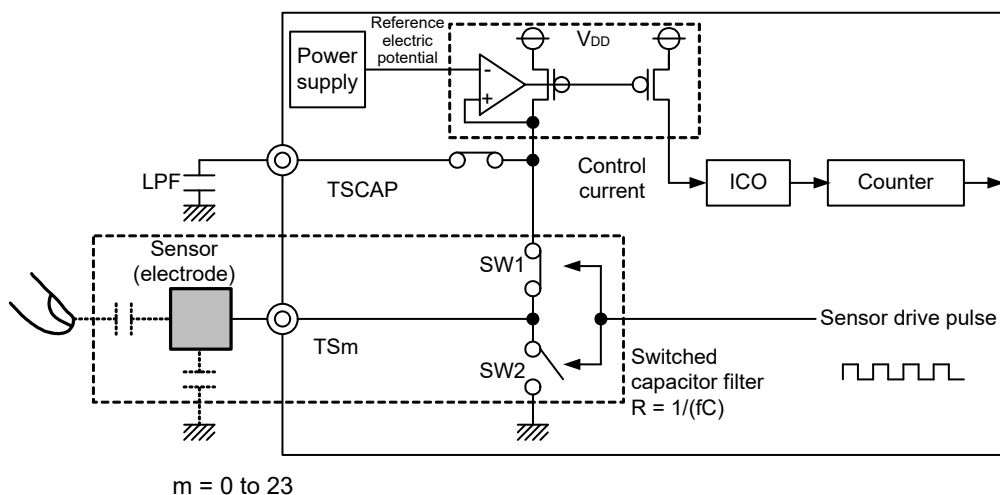 Power
supply
Reference
electric
potential
VDD
-
+
LPF
TSCAP
Control
current
ICO
Counter
Sensor
(electrode)
SW1
TSm
SW2
Sensor drive pulse
Switched
capacitor filter
R = 1/(fC)
m = 0 to 23